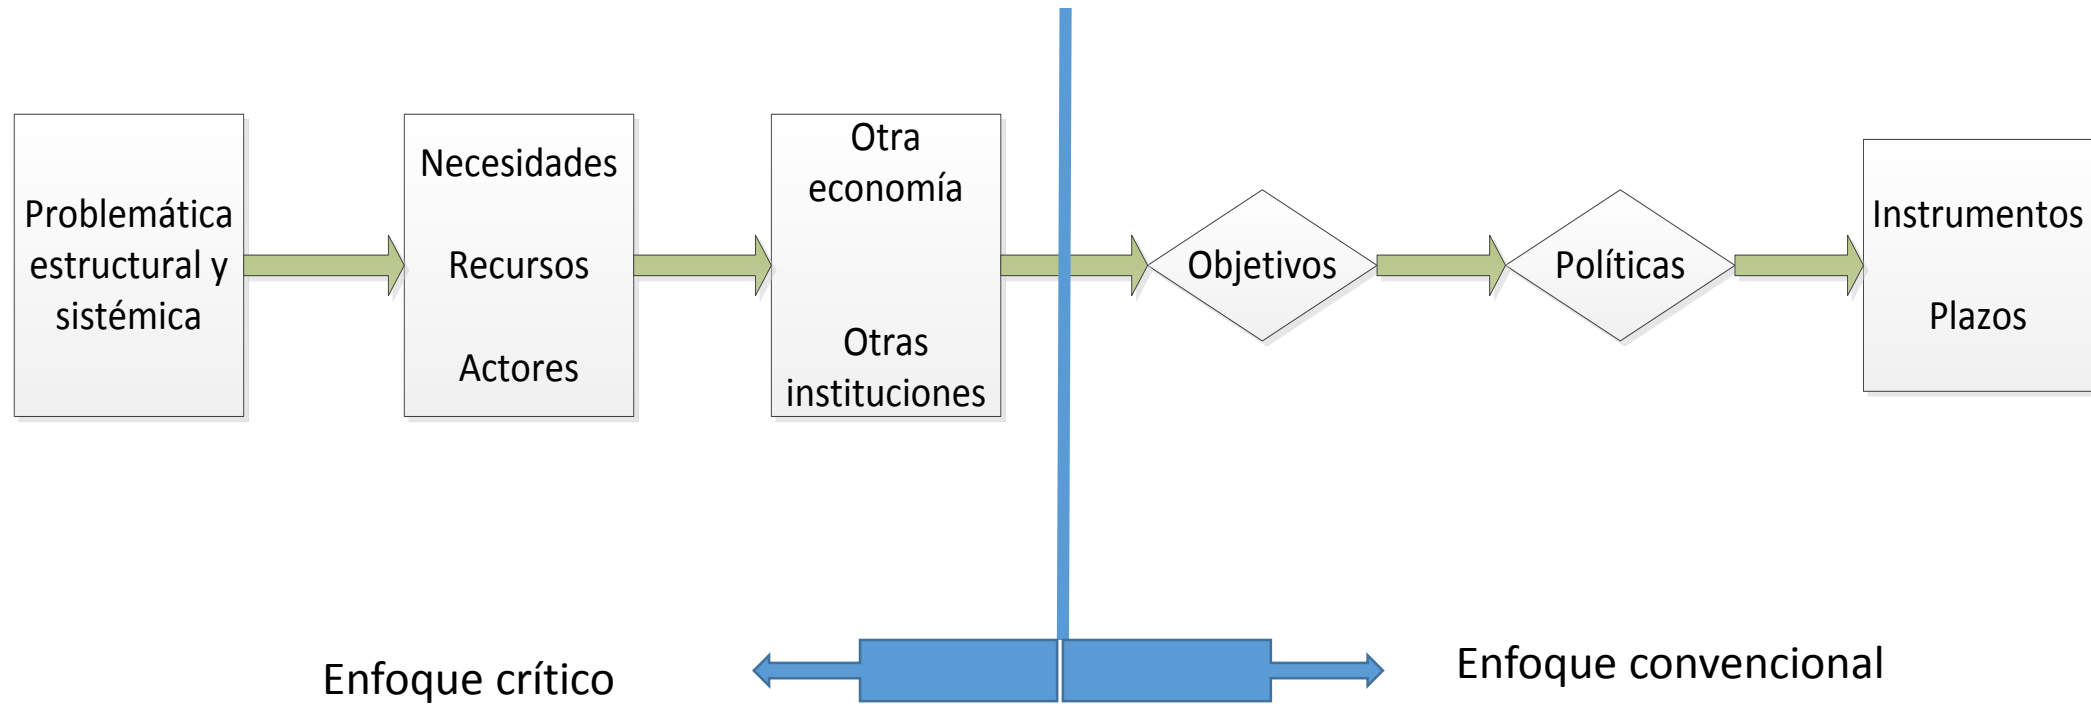 Problemática
estructural y
sistémica
Necesidades
Recursos
Actores
Otra
economía
Otras
instituciones
Objetivos
Políticas
Instrumentos
Plazos
Enfoque crítico
Enfoque convencional